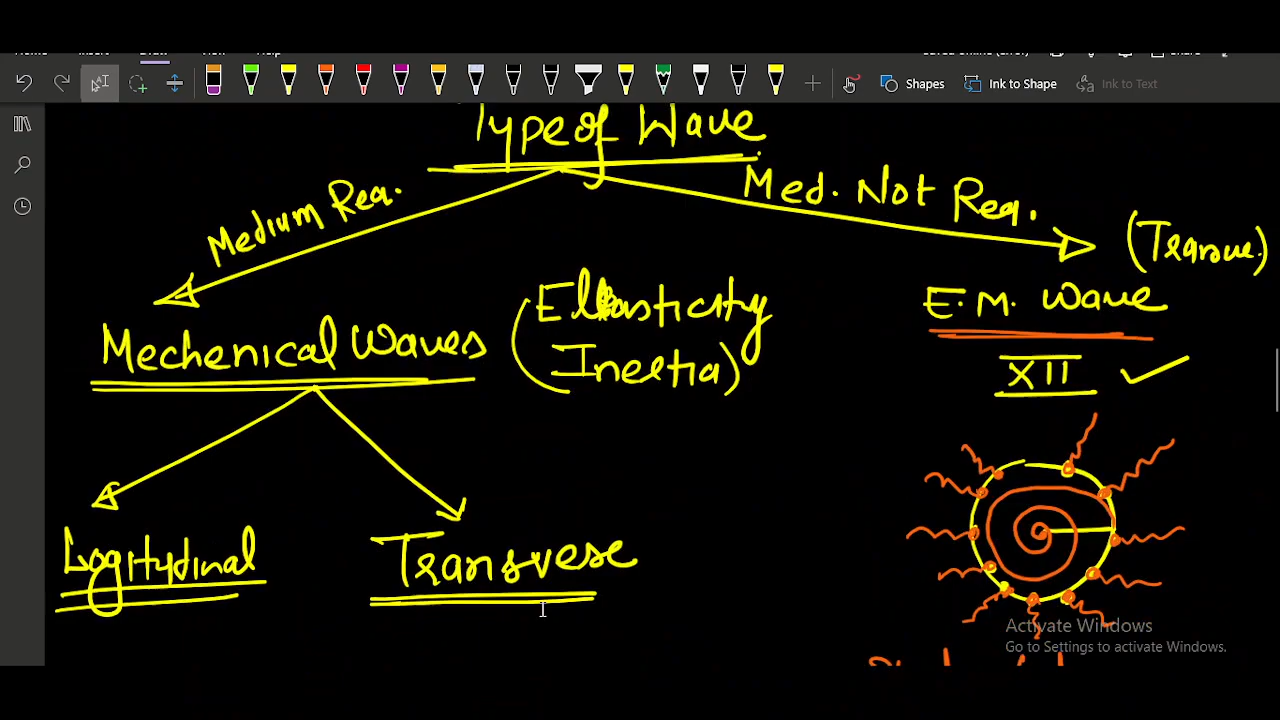 Shapes
Ink to Shape
Ink to Text
Type of Wave
Medium Req.
Med. Not Req.
(Transve.)
E.M. Wave
XII
Mechenical Waves
(Elasticity
Inertia)
Logitydinal
Transvese
Activate Windows
Go to Settings to activate Windows.